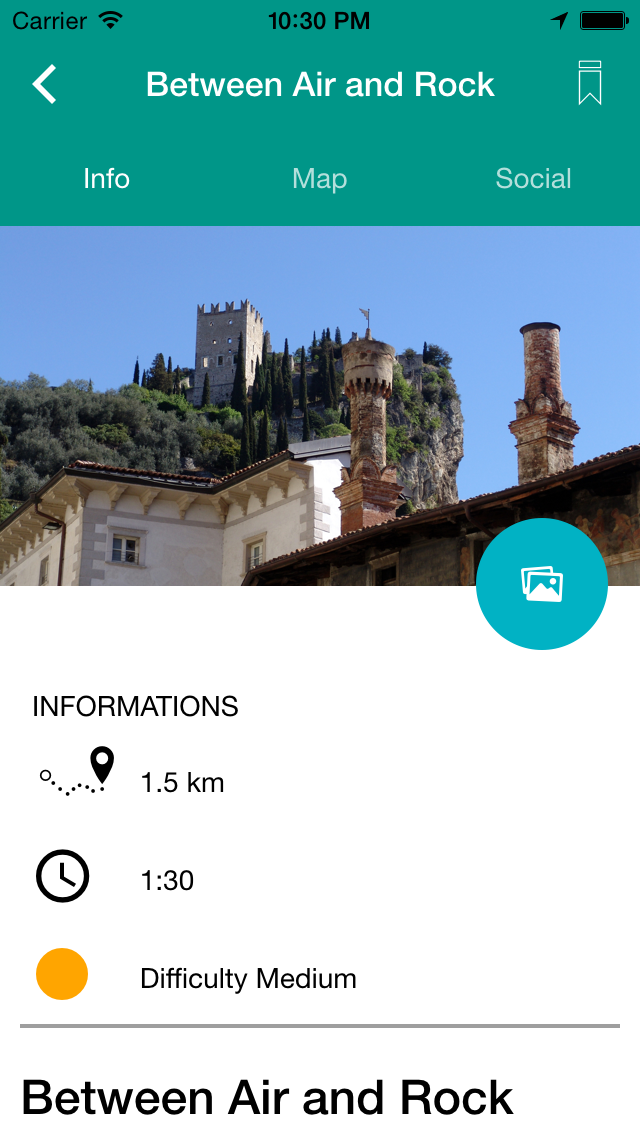 Carrier 10:30 PM
Between Air and Rock
Info Map Social
INFORMATIONS
1.5 km
1:30
Difficulty Medium
Between Air and Rock